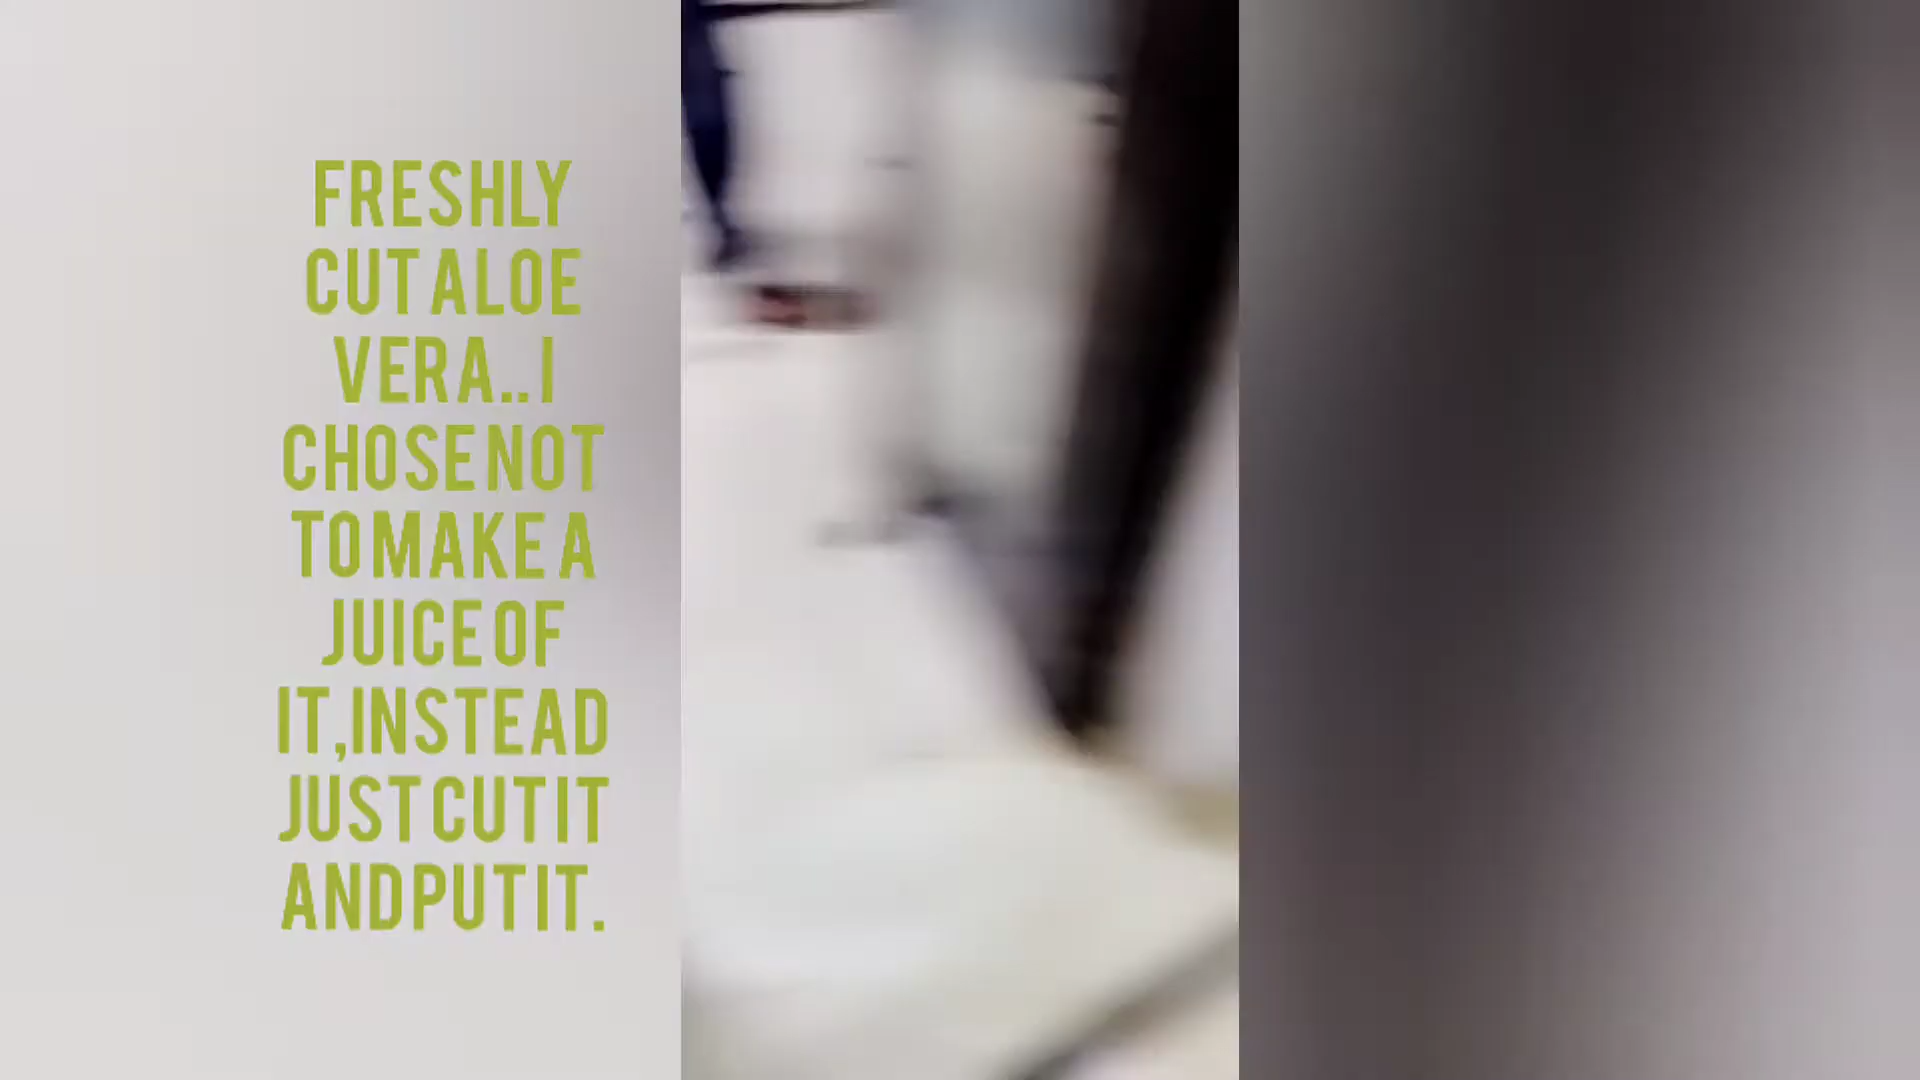 FRESHLY
CUT ALOE
VERA.. I
CHOSE NOT
TO MAKE A
JUICE OF
IT,INSTEAD
JUST CUT IT
AND PUT IT.